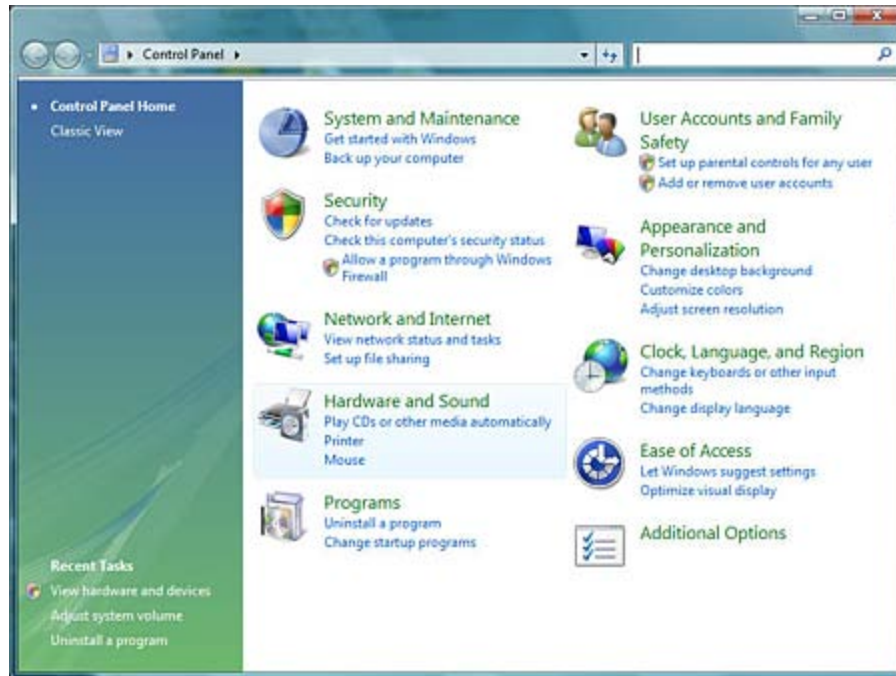 Control Panel
Control Panel Home
Classic View
System and Maintenance
Get started with Windows
Back up your computer
Security
Check for updates
Check this computer's security status
Allow a program through Windows
Firewall
Network and Internet
View network status and tasks
Set up file sharing
Hardware and Sound
Play CDs or other media automatically
Printer
Mouse
Programs
Uninstall a program
Change startup programs
User Accounts and Family
Safety
Set up parental controls for any user
Add or remove user accounts
Appearance and
Personalization
Change desktop background
Customize colors
Adjust screen resolution
Clock, Language, and Region
Change keyboards or other input
methods
Change display language
Ease of Access
Let Windows suggest settings
Optimize visual display
Additional Options
Recent Tasks
View hardware and devices
Adjust system volume
Uninstall a program